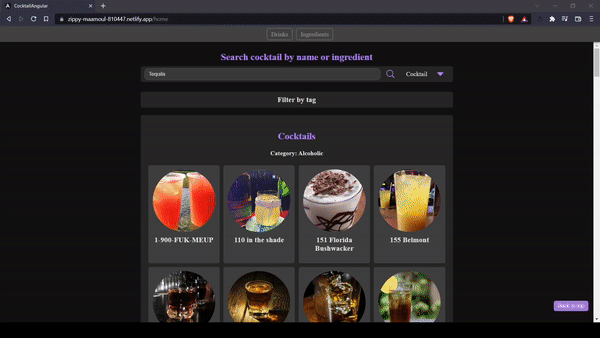 CocktailAngular
zippy-maamoul-810447.netlify.app/home
Drinks Ingredients
Search cocktail by name or ingredient
Tequila Cocktail
Filter by tag
Cocktails
Category: Alcoholic
1-900-FUK-MEUP
110 in the shade
151 Florida
Bushwacker
155 Belmont